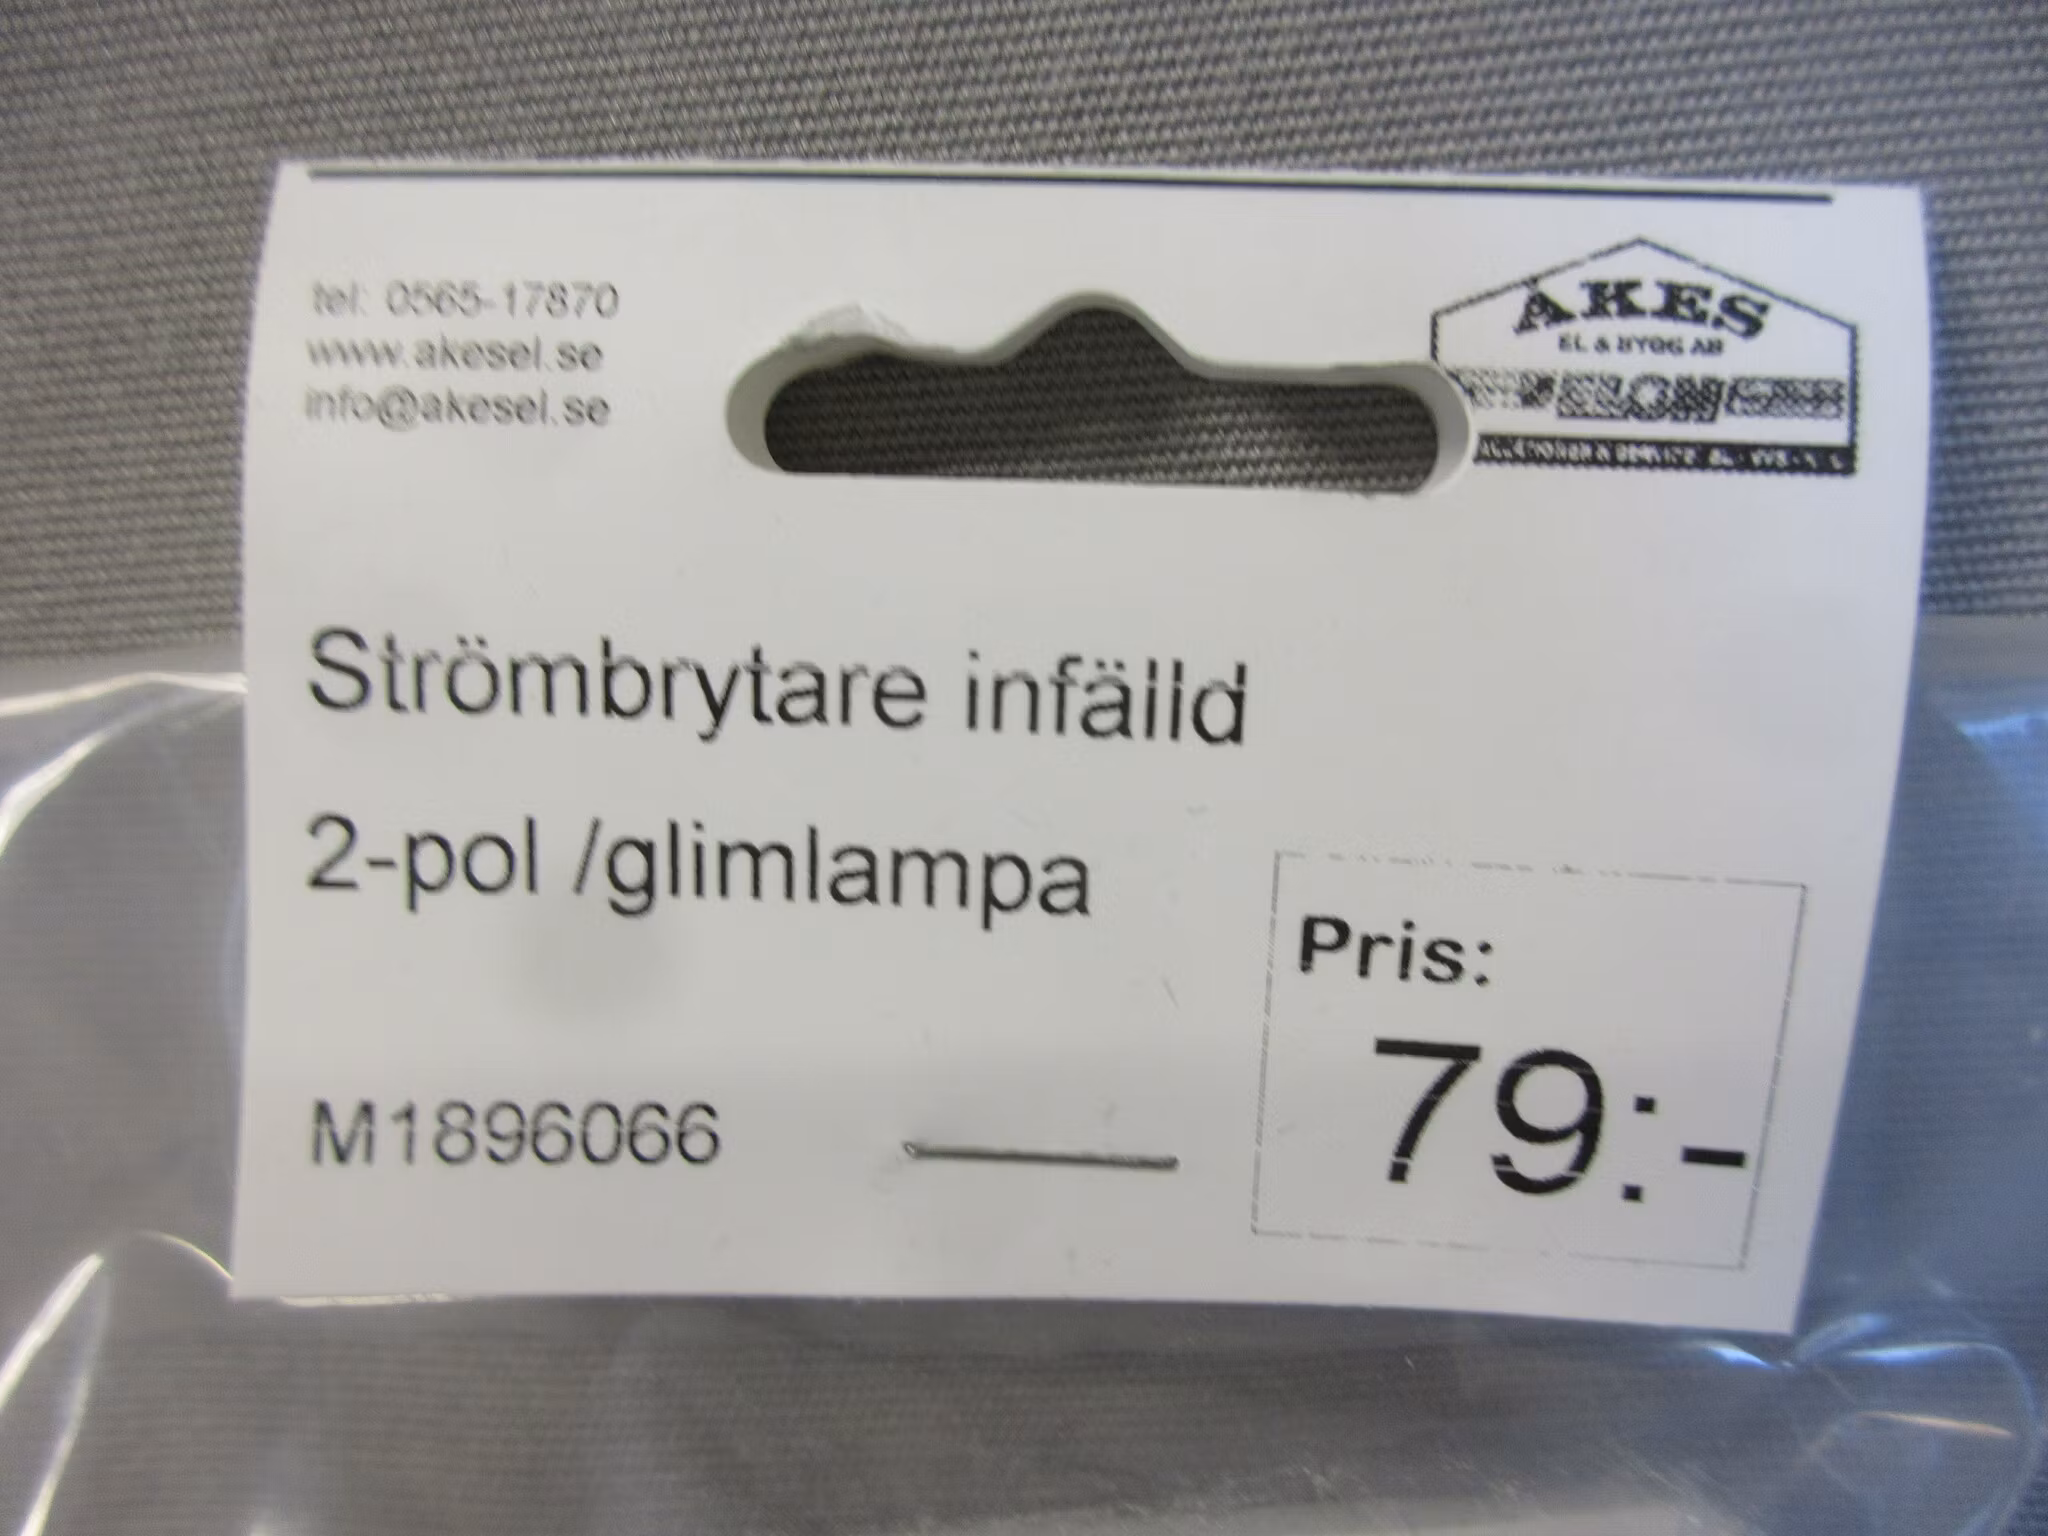 tel: 0565-17870
www.akesel.se
info@akesel.se
ÅKES
EL & BYGG AB
ELON
Strömbrytare infälld
2-pol /glimlampa
M1896066
Pris:
79:-